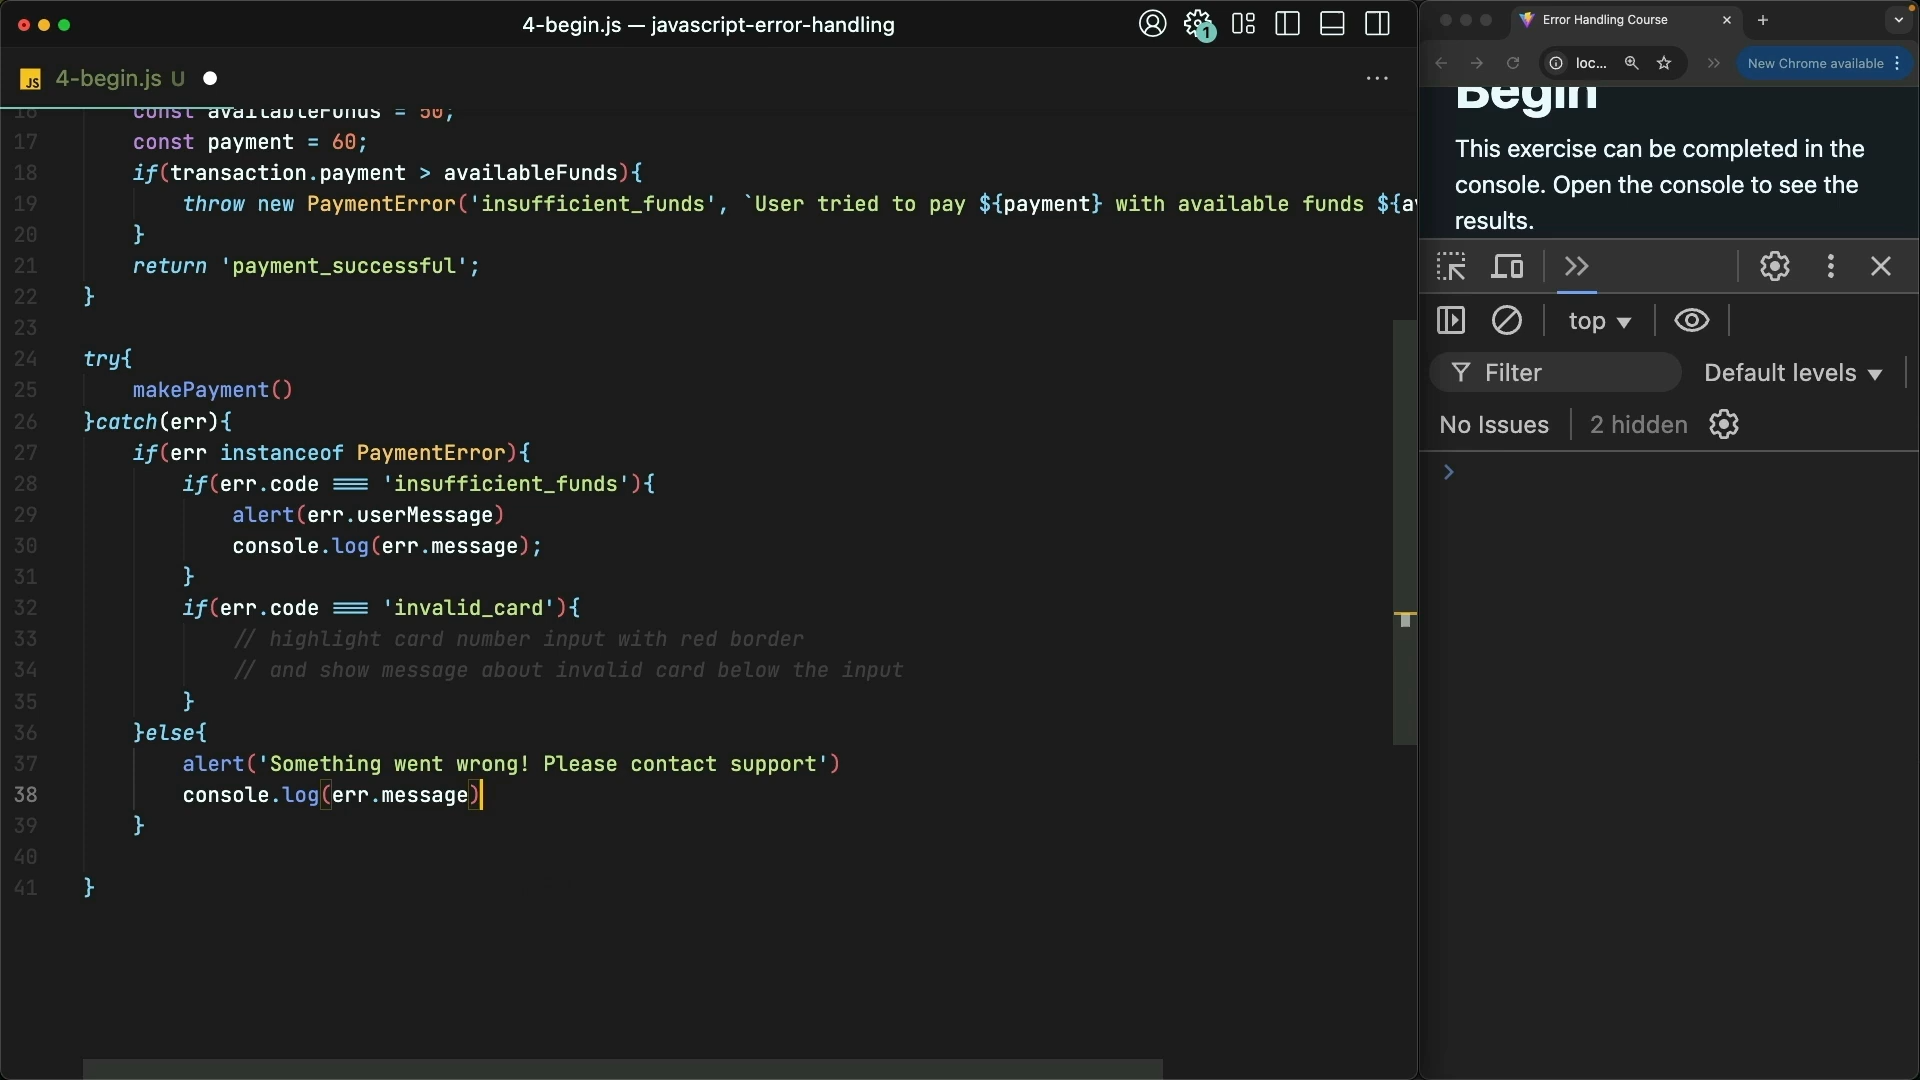 4-begin.js — javascript-error-handling
1
JS 4-begin.js U
16 const availableFunds = 50;
17 const payment = 60;
18 if(transaction.payment > availableFunds){
19 throw new PaymentError('insufficient_funds', `User tried to pay ${payment} with available funds ${a
20 }
21 return 'payment_successful';
22 }
23
24 try{
25 makePayment()
26 }catch(err){
27 if(err instanceof PaymentError){
28 if(err.code === 'insufficient_funds'){
29 alert(err.userMessage)
30 console.log(err.message);
31 }
32 if(err.code === 'invalid_card'){
33 // highlight card number input with red border
34 // and show message about invalid card below the input
35 }
36 }else{
37 alert('Something went wrong! Please contact support')
38 console.log(err.message)
39 }
40
41 }
Error Handling Course
loc...
New Chrome available
Begin
This exercise can be completed in the
console. Open the console to see the
results.
top
Filter
Default levels
No Issues
2 hidden